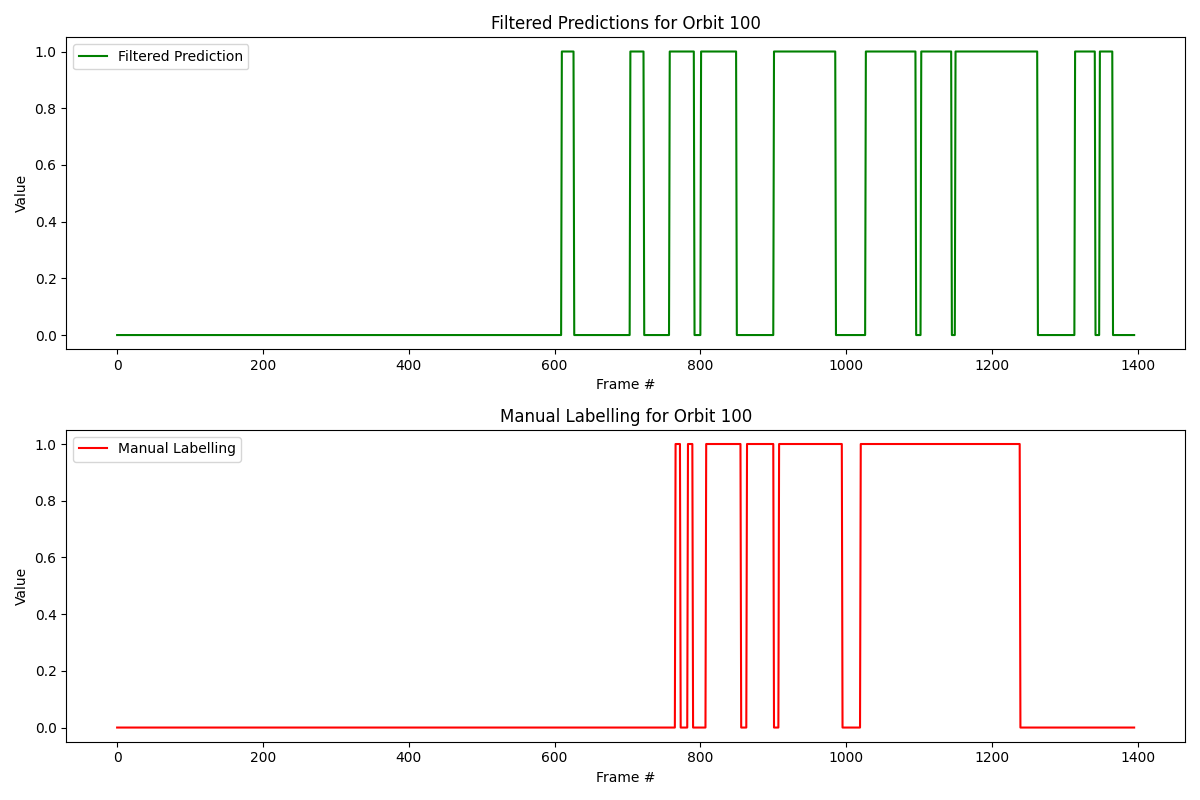 Filtered Predictions for Orbit 100
Filtered Prediction
Value
1.0
0.8
0.6
0.4
0.2
0.0
0 200 400 600 800 1000 1200 1400
Frame #
Manual Labelling for Orbit 100
Manual Labelling
Value
1.0
0.8
0.6
0.4
0.2
0.0
0 200 400 600 800 1000 1200 1400
Frame #